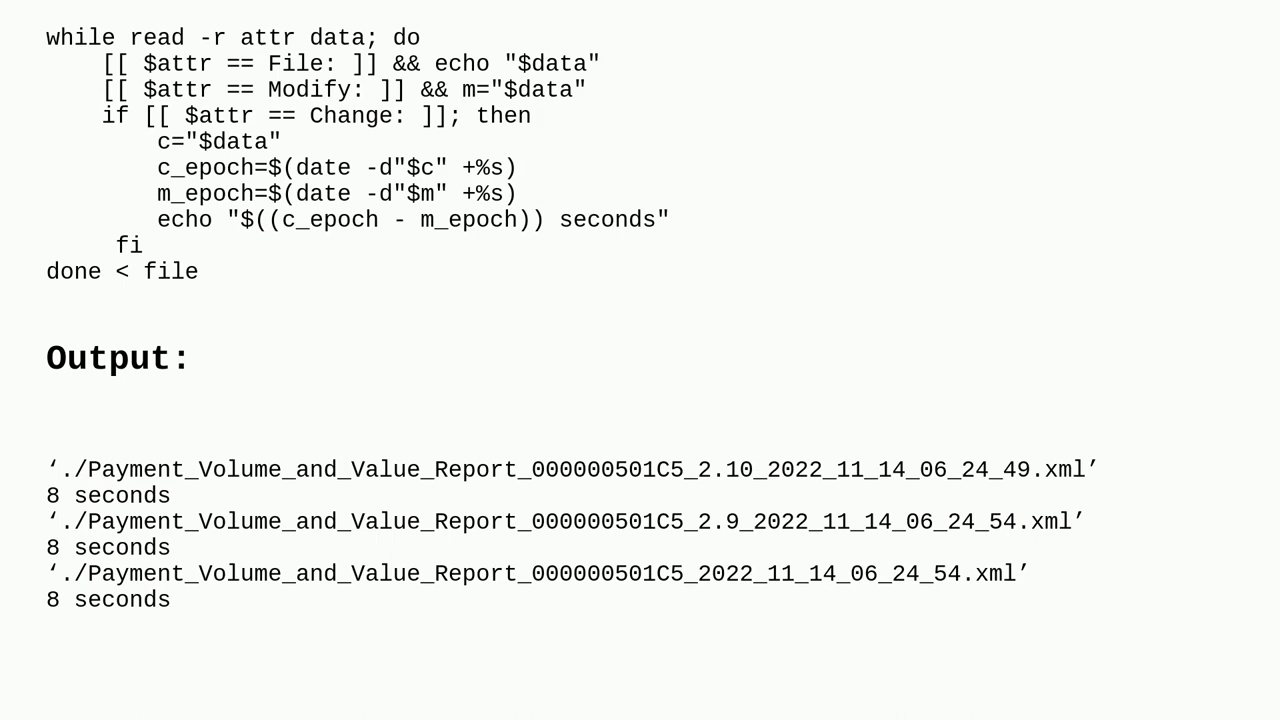 while read -r attr data; do
    [[ $attr == File: ]] && echo "$data"
    [[ $attr == Modify: ]] && m="$data"
    if [[ $attr == Change: ]]; then
        c="$data"
        c_epoch=$(date -d"$c" +%s)
        m_epoch=$(date -d"$m" +%s)
        echo "$((c_epoch - m_epoch)) seconds"
     fi
done < file
Output:
‘./Payment_Volume_and_Value_Report_000000501C5_2.10_2022_11_14_06_24_49.xml’
8 seconds
‘./Payment_Volume_and_Value_Report_000000501C5_2.9_2022_11_14_06_24_54.xml’
8 seconds
‘./Payment_Volume_and_Value_Report_000000501C5_2022_11_14_06_24_54.xml’
8 seconds